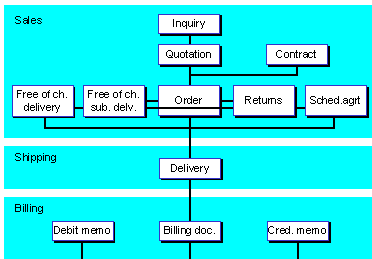 Sales
Inquiry
Quotation
Contract
Free of ch.
delivery
Free of ch.
sub. delv.
Order
Returns
Sched.agrt
Shipping
Delivery
Billing
Debit memo
Billing doc.
Cred. memo